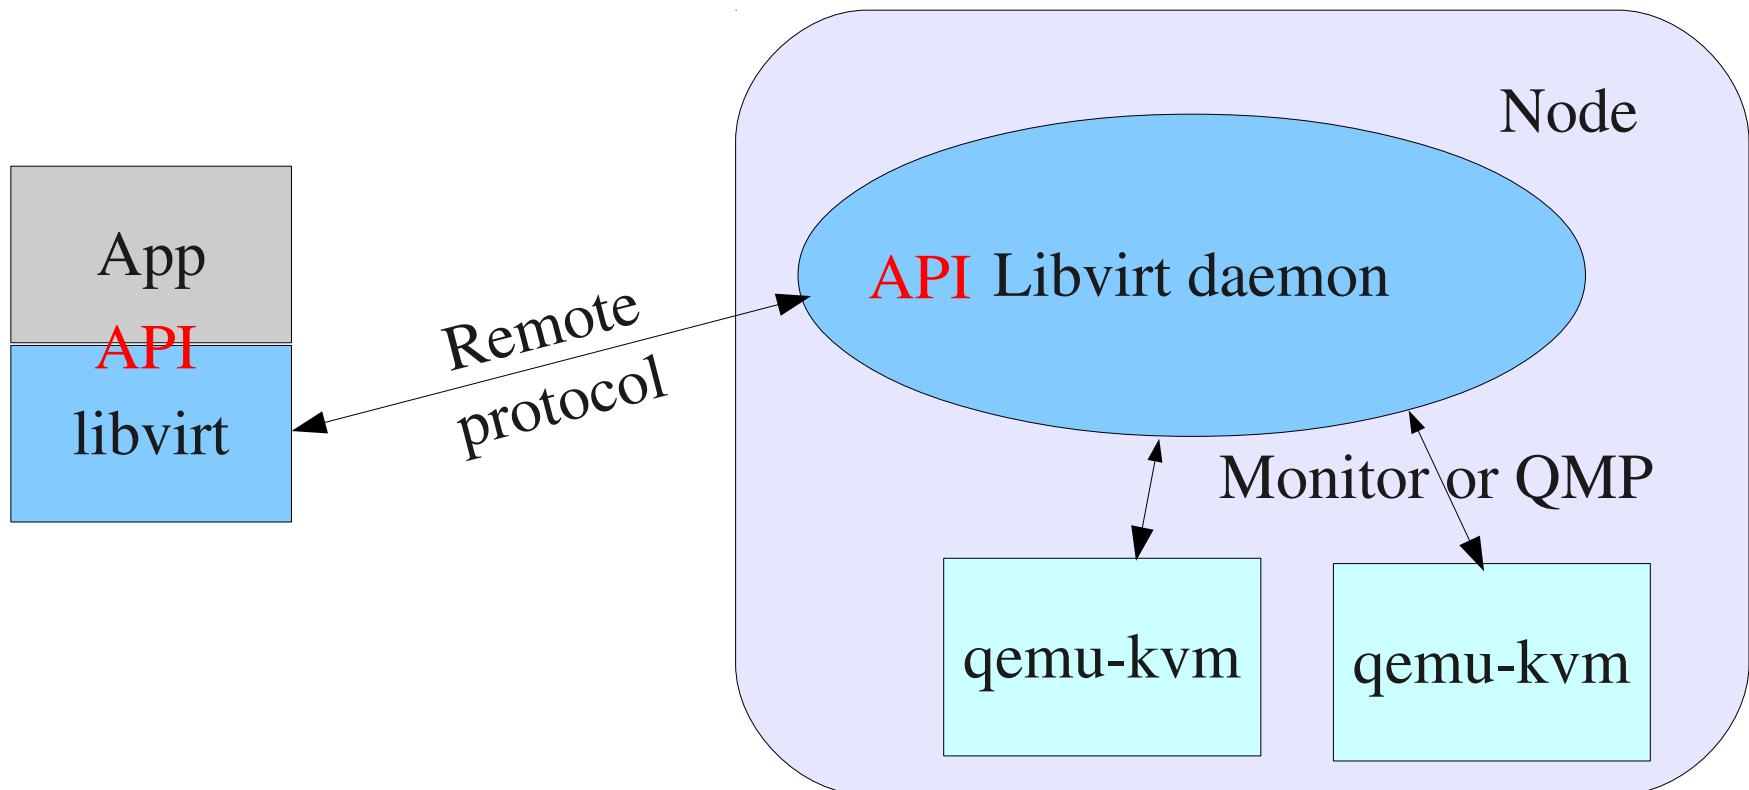 Node
App
API
libvirt
Remote
protocol
API Libvirt daemon
Monitor or QMP
qemu-kvm
qemu-kvm